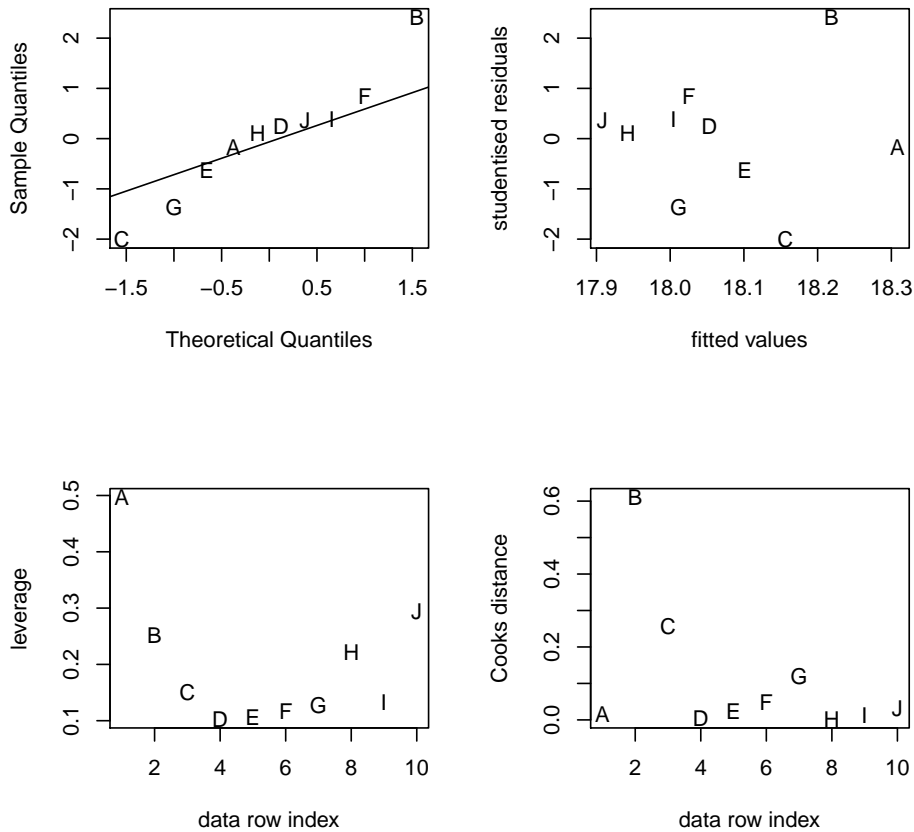 Sample Quantiles
2
1
0
−1
−2
A
B
C
D
E
F
G
H
I
J
−1.5
−0.5
0.5
1.5
Theoretical Quantiles
studentised residuals
2
1
0
−1
−2
A
B
C
D
E
F
G
H
I
J
17.9
18.0
18.1
18.2
18.3
fitted values
leverage
0.5
0.4
0.3
0.2
0.1
A
B
C
D
E
F
G
H
I
J
2
4
6
8
10
data row index
Cooks distance
0.6
0.4
0.2
0.0
A
B
C
D
E
F
G
H
I
J
2
4
6
8
10
data row index